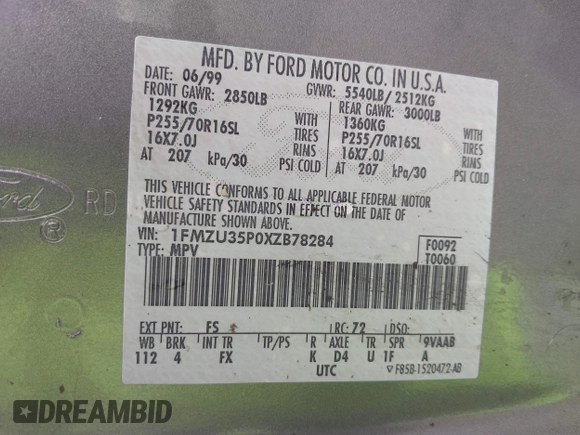 MFD. BY FORD MOTOR CO. IN U.S.A.
DATE: 06/99 GVWR: 5540LB/ 2512KG
FRONT GAWR: 2850LB REAR GAWR: 3000LB
1292KG WITH 1360KG WITH
P255/70R16SL TIRES P255/70R16SL TIRES
16X7.0J RIMS 16X7.0J RIMS
AT 207 kPa/30 PSI COLD AT 207 kPa/30 PSI COLD
THIS VEHICLE CONFORMS TO ALL APPLICABLE FEDERAL MOTOR
VEHICLE SAFETY STANDARDS IN EFFECT ON THE DATE OF
MANUFACTURE SHOWN ABOVE.
VIN: 1FMZU35P0XZB78284 F0092
TYPE: MPV T0060
EXT PNT: FS RC: 72 DSO:
WB BRK INT TR TP/PS R AXLE TR SPR 9VAAB
112 4 FX K D4 U 1F A
UTC ▽ F85B-1520472-AB
Ford RD
®
DREAMBID